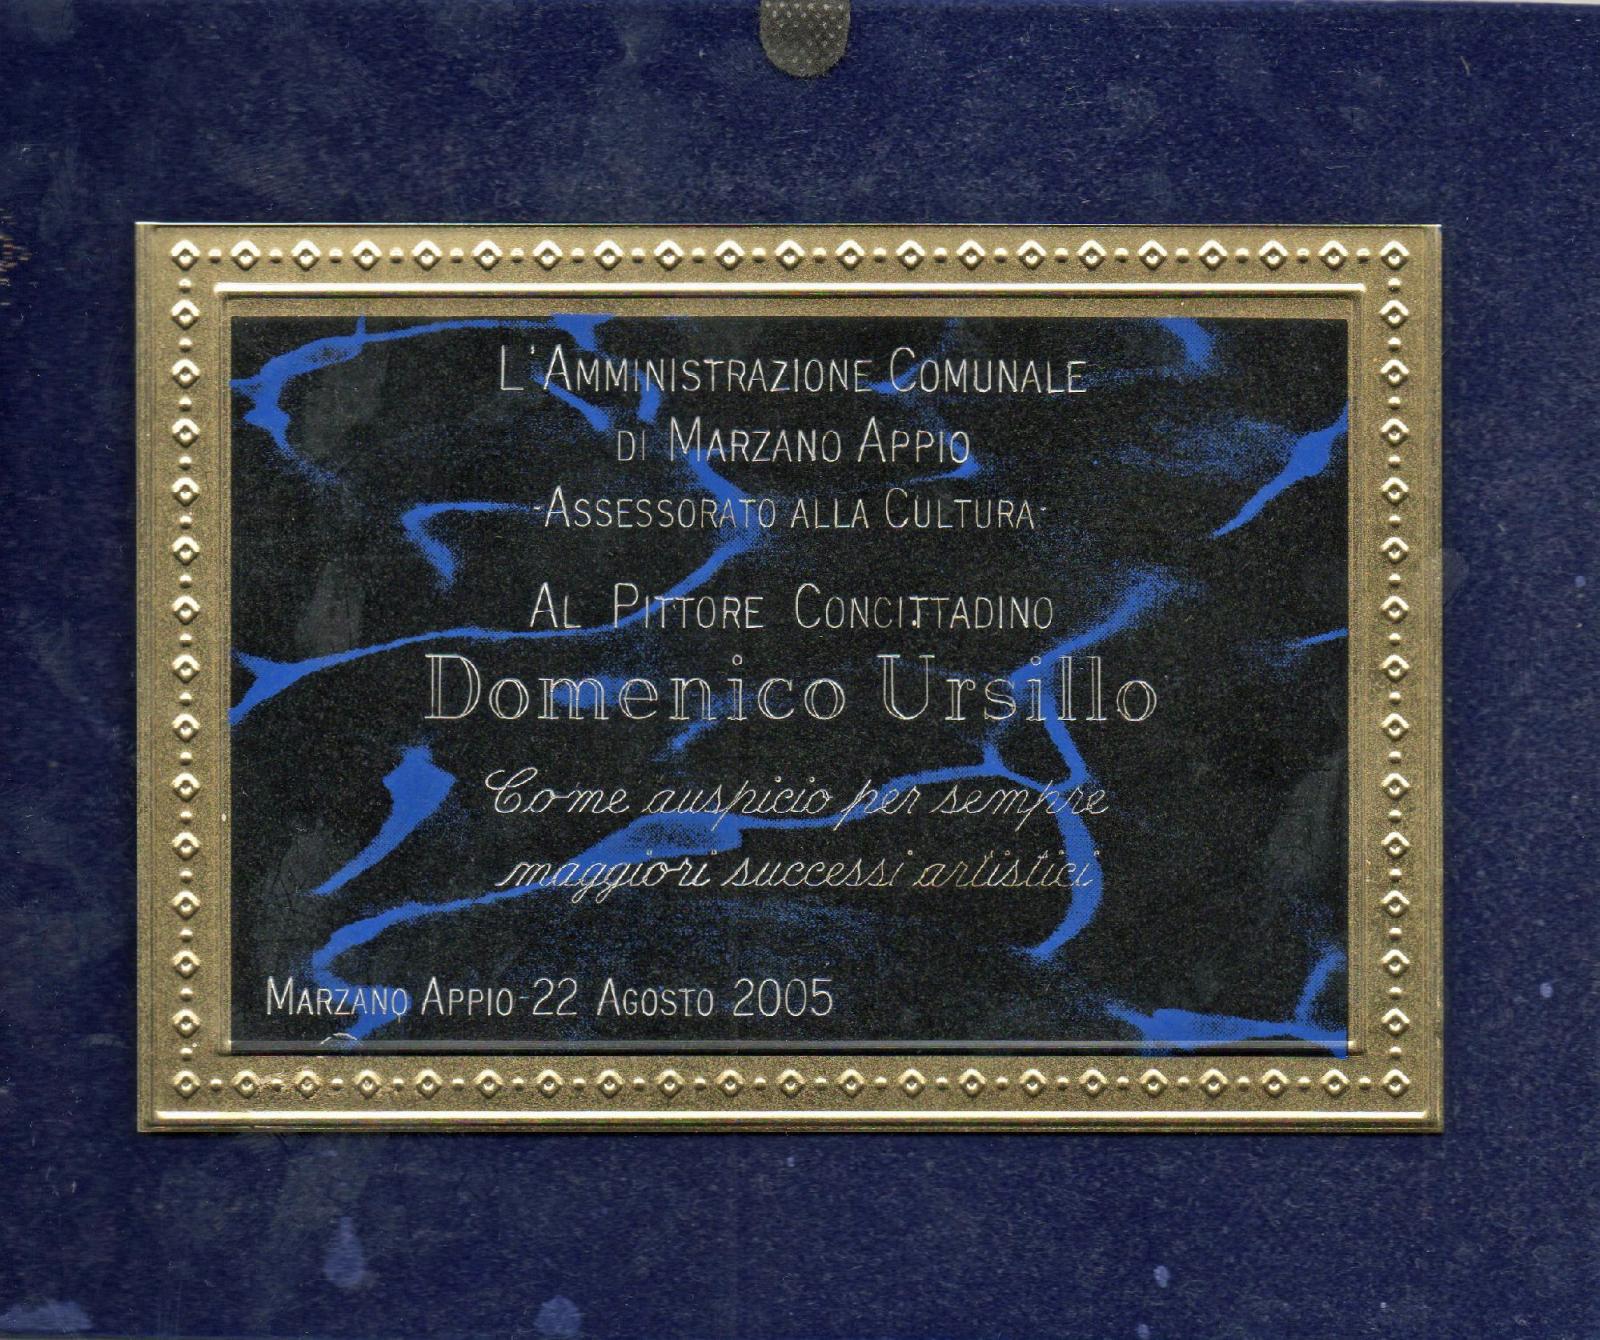 L'Amministrazione Comunale
di Marzano Appio
-Assessorato alla Cultura-
Al Pittore Concittadino
Domenico Ursillo
Come auspicio per sempre
maggiori successi artistici
Marzano Appio-22 Agosto 2005